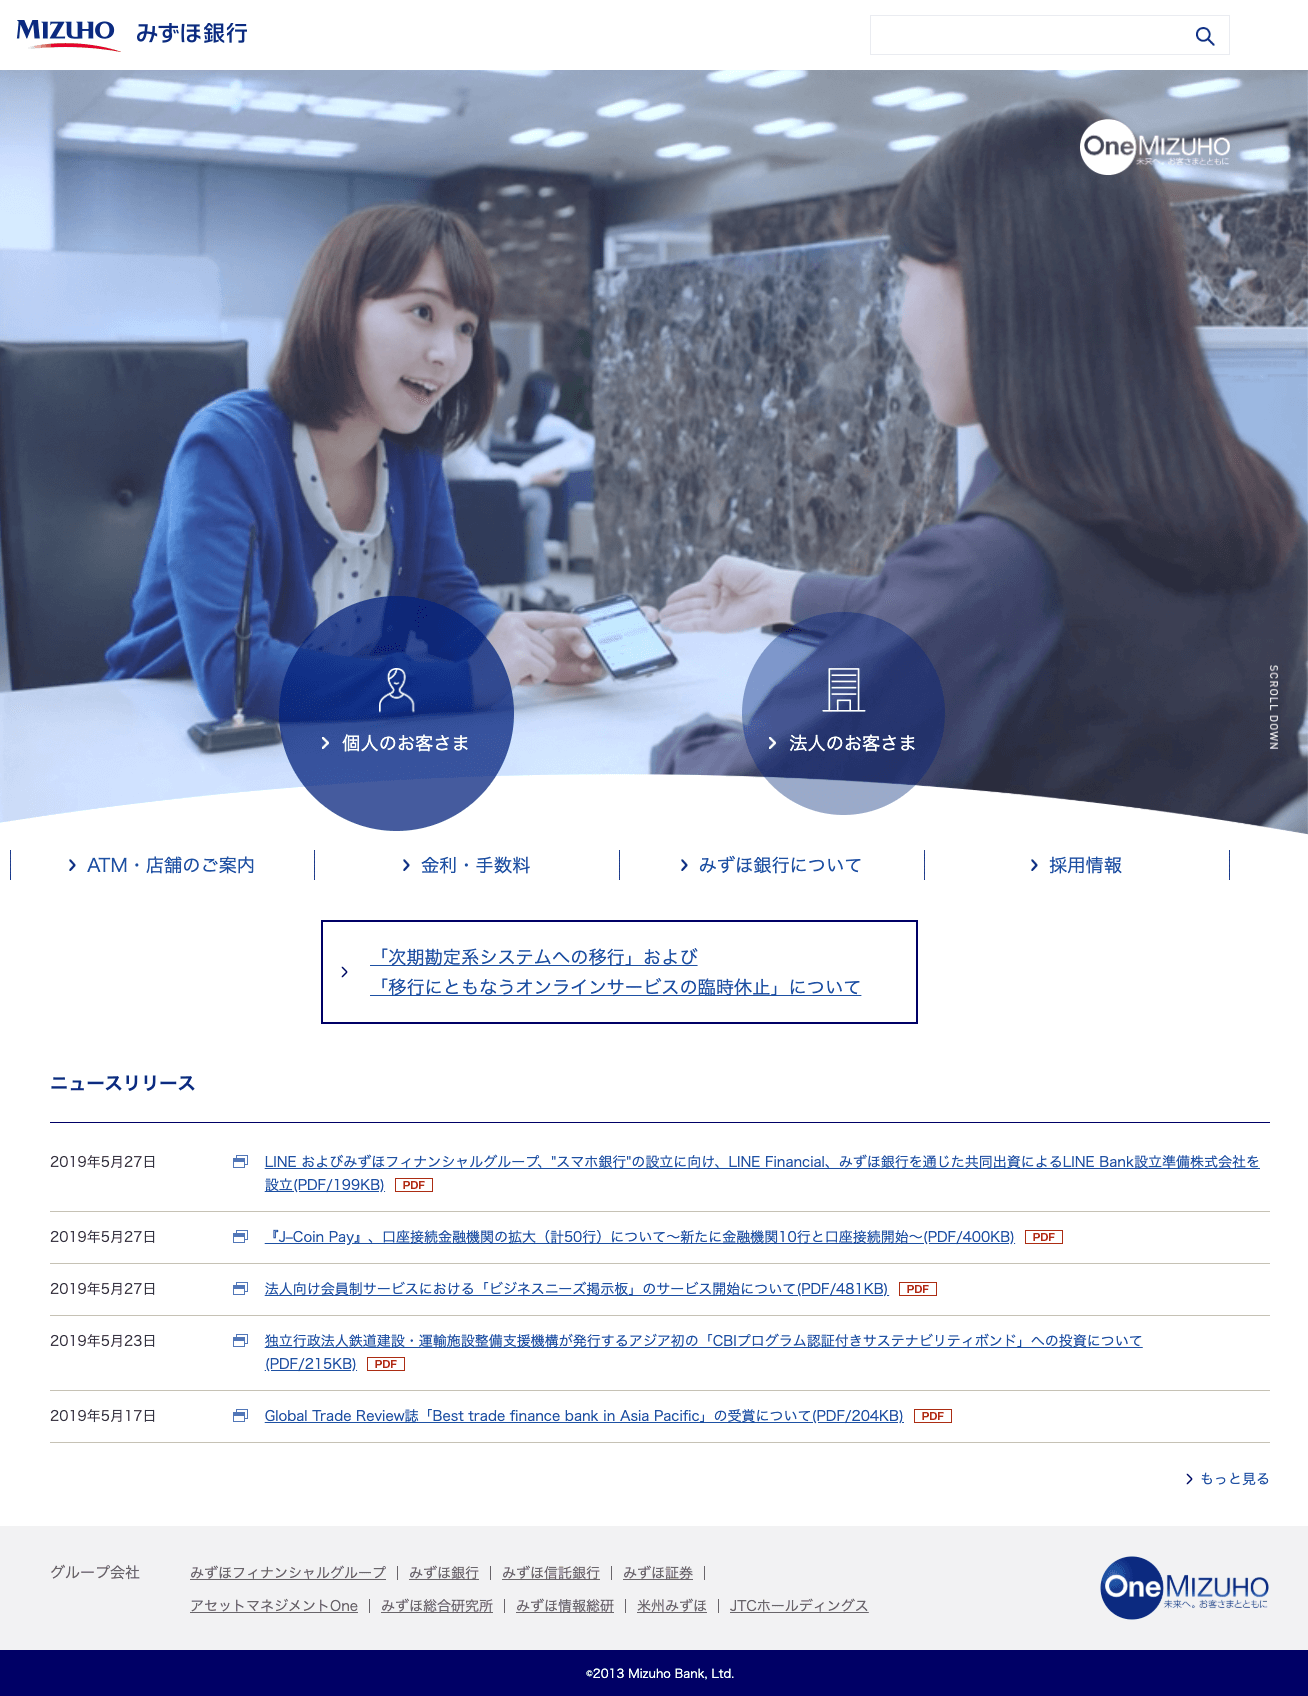 MIZUHO みずほ銀行
One MIZUHO
未来へ。お客さまとともに
SCROLL DOWN
個人のお客さま
法人のお客さま
ATM・店舗のご案内
金利・手数料
みずほ銀行について
採用情報
「次期勘定系システムへの移行」および
「移行にともなうオンラインサービスの臨時休止」について
ニュースリリース
2019年5月27日 LINE およびみずほフィナンシャルグループ、"スマホ銀行"の設立に向け、LINE Financial、みずほ銀行を通じた共同出資によるLINE Bank設立準備株式会社を
設立(PDF/199KB) PDF
2019年5月27日 『J–Coin Pay』、口座接続金融機関の拡大（計50行）について～新たに金融機関10行と口座接続開始～(PDF/400KB) PDF
2019年5月27日 法人向け会員制サービスにおける「ビジネスニーズ掲示板」のサービス開始について(PDF/481KB) PDF
2019年5月23日 独立行政法人鉄道建設・運輸施設整備支援機構が発行するアジア初の「CBIプログラム認証付きサステナビリティボンド」への投資について
(PDF/215KB) PDF
2019年5月17日 Global Trade Review誌「Best trade finance bank in Asia Pacific」の受賞について(PDF/204KB) PDF
もっと見る
グループ会社 みずほフィナンシャルグループ | みずほ銀行 | みずほ信託銀行 | みずほ証券 |
アセットマネジメントOne | みずほ総合研究所 | みずほ情報総研 | 米州みずほ | JTCホールディングス
One MIZUHO
未来へ。お客さまとともに
©2013 Mizuho Bank, Ltd.